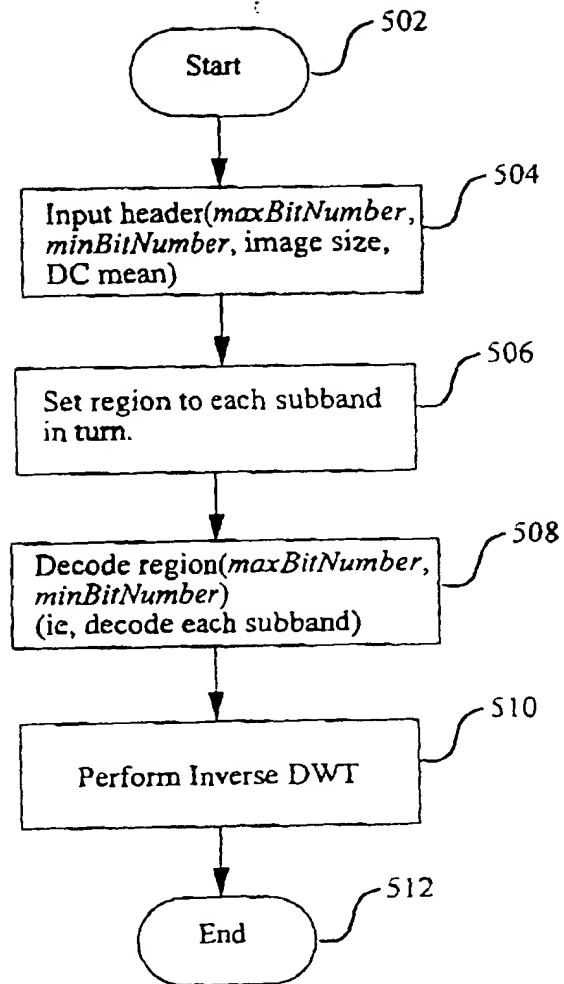 502
Start
504
Input header(maxBitNumber,
minBitNumber, image size,
DC mean)
506
Set region to each subband
in turn.
508
Decode region(maxBitNumber,
minBitNumber)
(ie, decode each subband)
510
Perform Inverse DWT
512
End